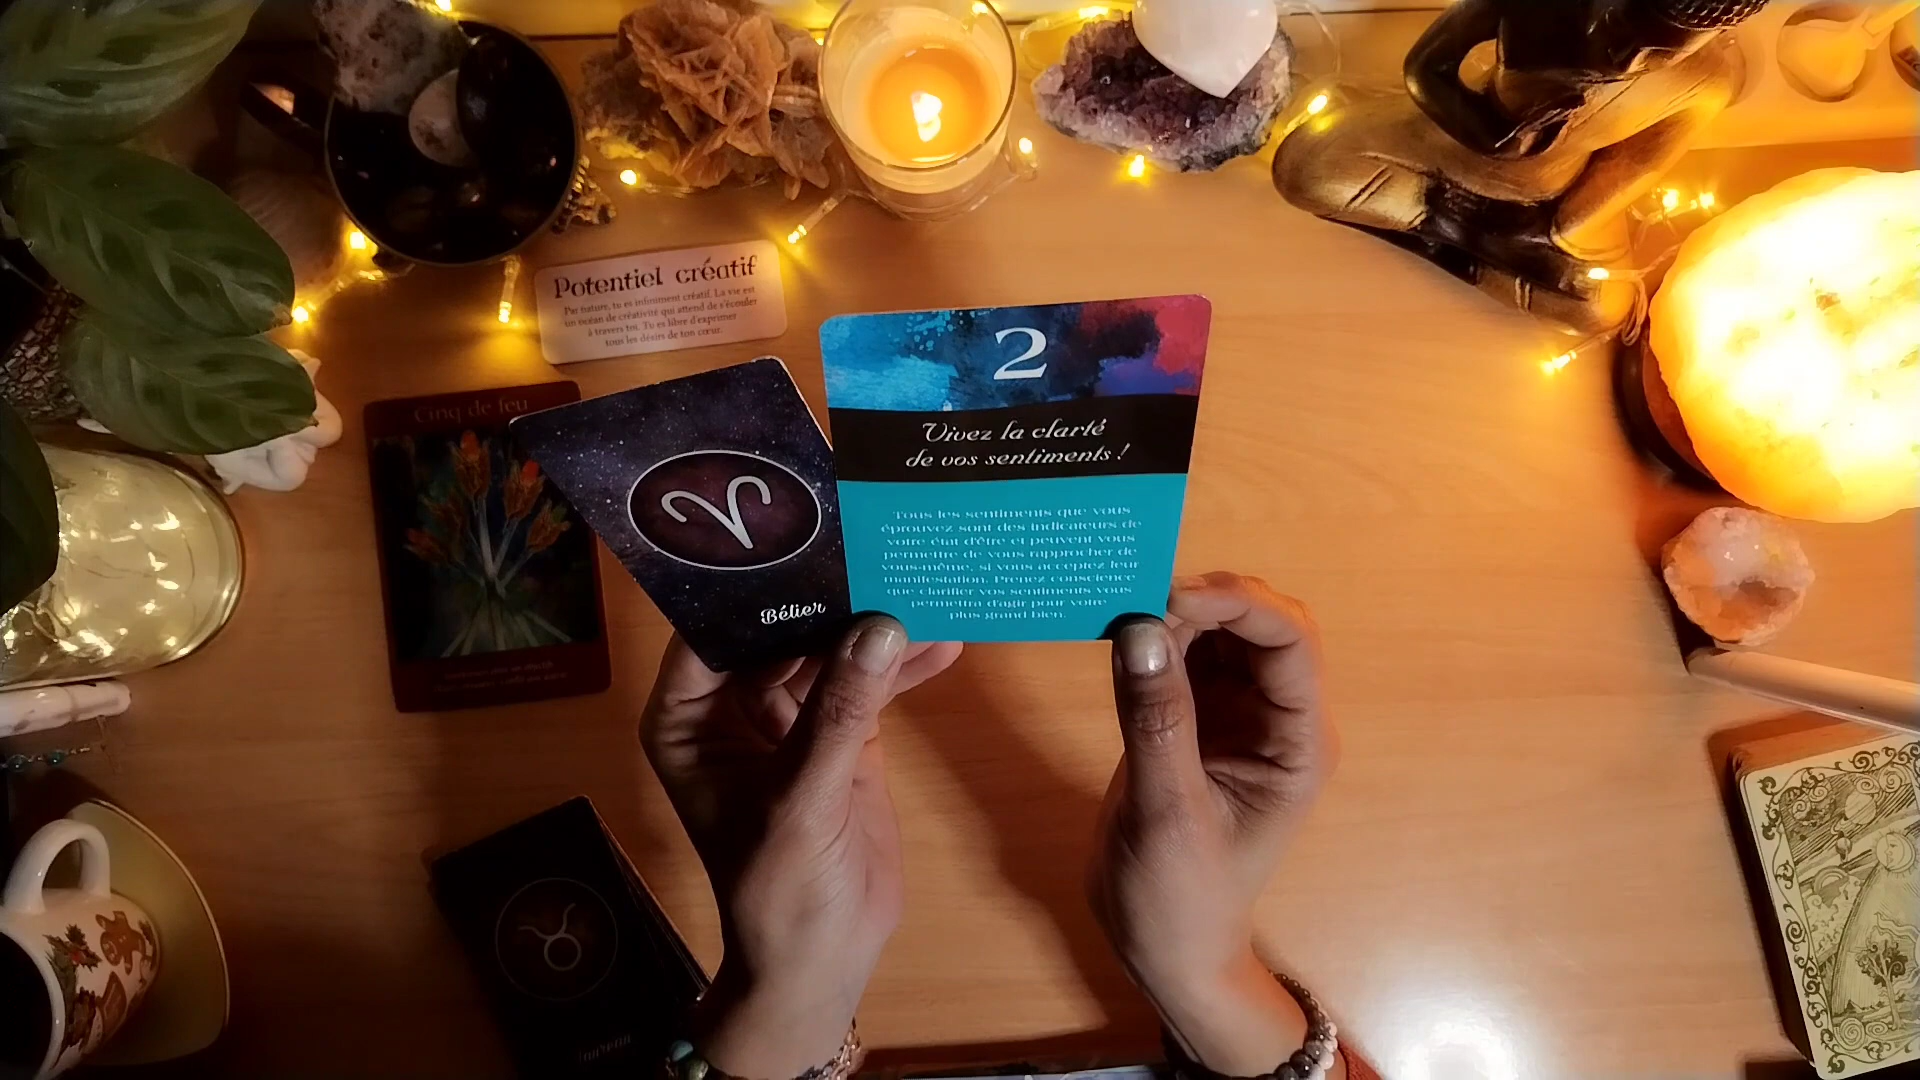 Potentiel créatif
Par nature, tu es infiniment créatif. La vie est
un océan de créativité qui attend de s'écouler
à travers toi. Tu es libre d'exprimer
tous les désirs de ton cœur.
Cinq de feu
2
Vivez la clarté
de vos sentiments !
Tous les sentiments que vous
éprouvez sont des indicateurs de
votre état d'être et peuvent vous
permettre de vous rapprocher de
vous-même, si vous acceptez leur
manifestation. Prenez conscience
que clarifier vos sentiments vous
permettra d'agir pour votre
plus grand bien.
Bélier
Taureau